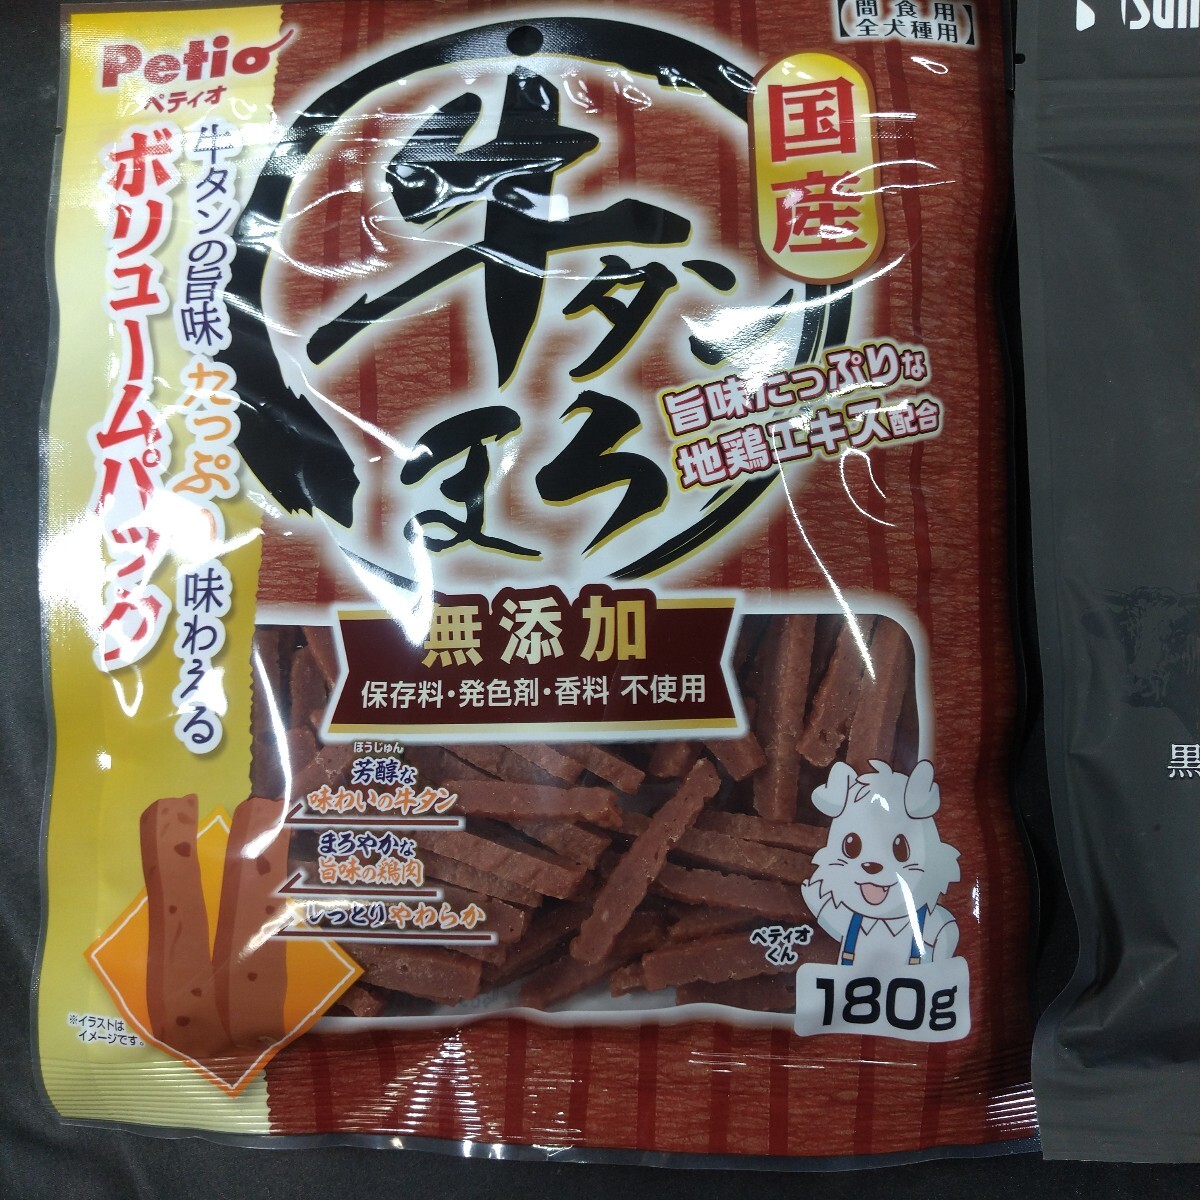 Petio
ペティオ
牛タンの旨味たっぷり味わえる
ボリュームパック
【間食用
全犬種用】
国産
牛タン
ほろ
旨味たっぷりな
地鶏エキス配合
無添加
保存料・発色剤・香料 不使用
ほうじゅん
芳醇な
味わいの牛タン
まろやかな
旨味の鶏肉
しっとりやわらか
※イラストは
イメージです。
ペティオ
くん
180g
黒